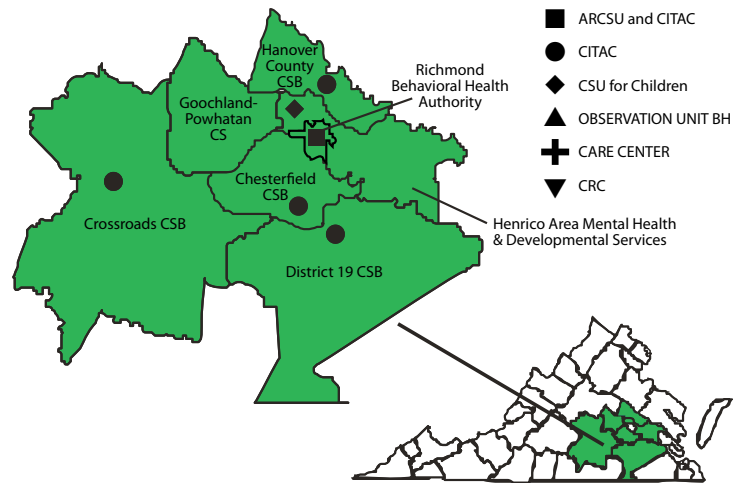 Hanover
County
CSB
Goochland-
Powhatan
CS
Richmond
Behavioral Health
Authority
Chesterfield
CSB
Crossroads CSB
Henrico Area Mental Health
& Developmental Services
District 19 CSB
ARCSU and CITAC
CITAC
CSU for Children
OBSERVATION UNIT BH
CARE CENTER
CRC